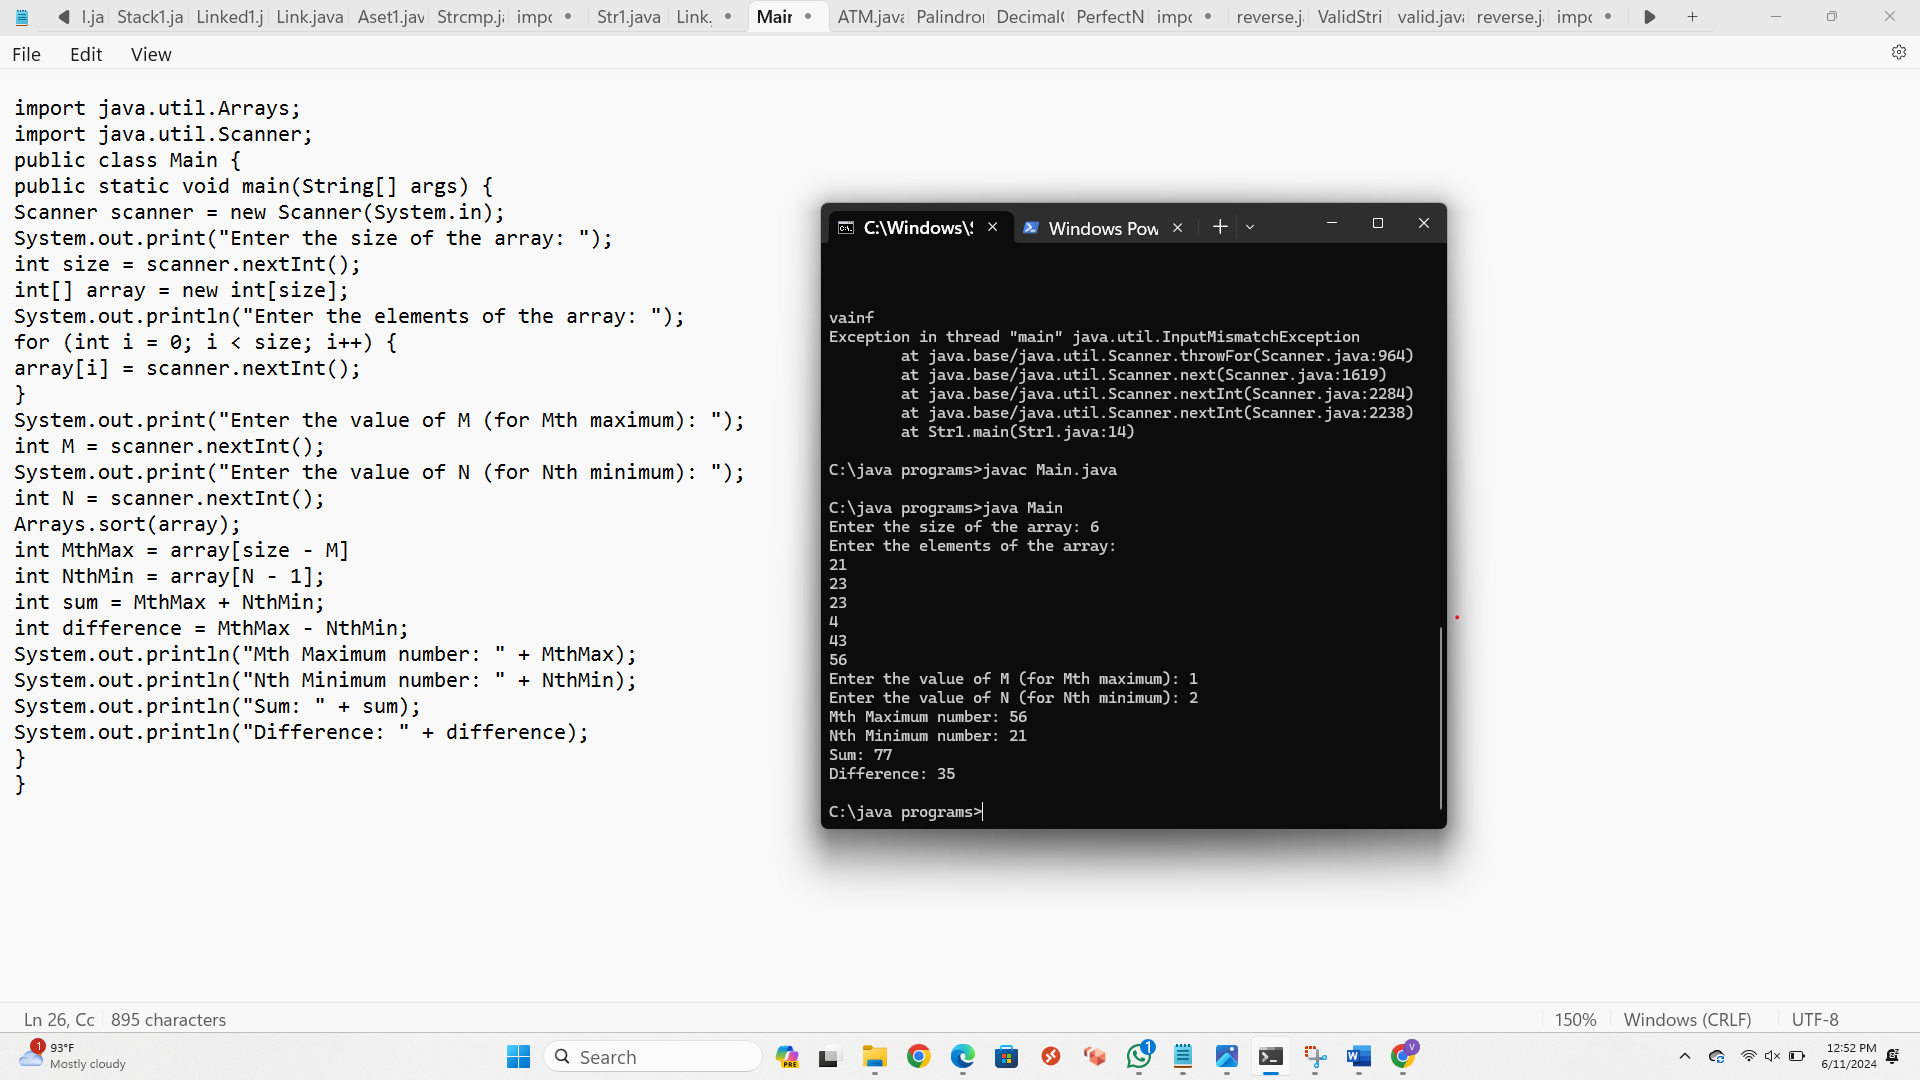 l.ja Stack1.ja Linked1.j Link.java Aset1.jav Strcmp.ja impo Str1.java Link. Main ATM.java Palindror Decimal( PerfectN impo reverse.ja ValidStri valid.java reverse.ja impo
File Edit View
import java.util.Arrays;
import java.util.Scanner;
public class Main {
public static void main(String[] args) {
Scanner scanner = new Scanner(System.in);
System.out.print("Enter the size of the array: ");
int size = scanner.nextInt();
int[] array = new int[size];
System.out.println("Enter the elements of the array: ");
for (int i = 0; i < size; i++) {
array[i] = scanner.nextInt();
}
System.out.print("Enter the value of M (for Mth maximum): ");
int M = scanner.nextInt();
System.out.print("Enter the value of N (for Nth minimum): ");
int N = scanner.nextInt();
Arrays.sort(array);
int MthMax = array[size - M]
int NthMin = array[N - 1];
int sum = MthMax + NthMin;
int difference = MthMax - NthMin;
System.out.println("Mth Maximum number: " + MthMax);
System.out.println("Nth Minimum number: " + NthMin);
System.out.println("Sum: " + sum);
System.out.println("Difference: " + difference);
}
}
C:\Windows\S Windows Pow
vainf
Exception in thread "main" java.util.InputMismatchException
at java.base/java.util.Scanner.throwFor(Scanner.java:964)
at java.base/java.util.Scanner.next(Scanner.java:1619)
at java.base/java.util.Scanner.nextInt(Scanner.java:2284)
at java.base/java.util.Scanner.nextInt(Scanner.java:2238)
at Str1.main(Str1.java:14)
C:\java programs>javac Main.java
C:\java programs>java Main
Enter the size of the array: 6
Enter the elements of the array:
21
23
23
4
43
56
Enter the value of M (for Mth maximum): 1
Enter the value of N (for Nth minimum): 2
Mth Maximum number: 56
Nth Minimum number: 21
Sum: 77
Difference: 35
C:\java programs>
Ln 26, Cc 895 characters 150% Windows (CRLF) UTF-8
1 93°F
Mostly cloudy
Search
PRE
1
V
12:52 PM
6/11/2024